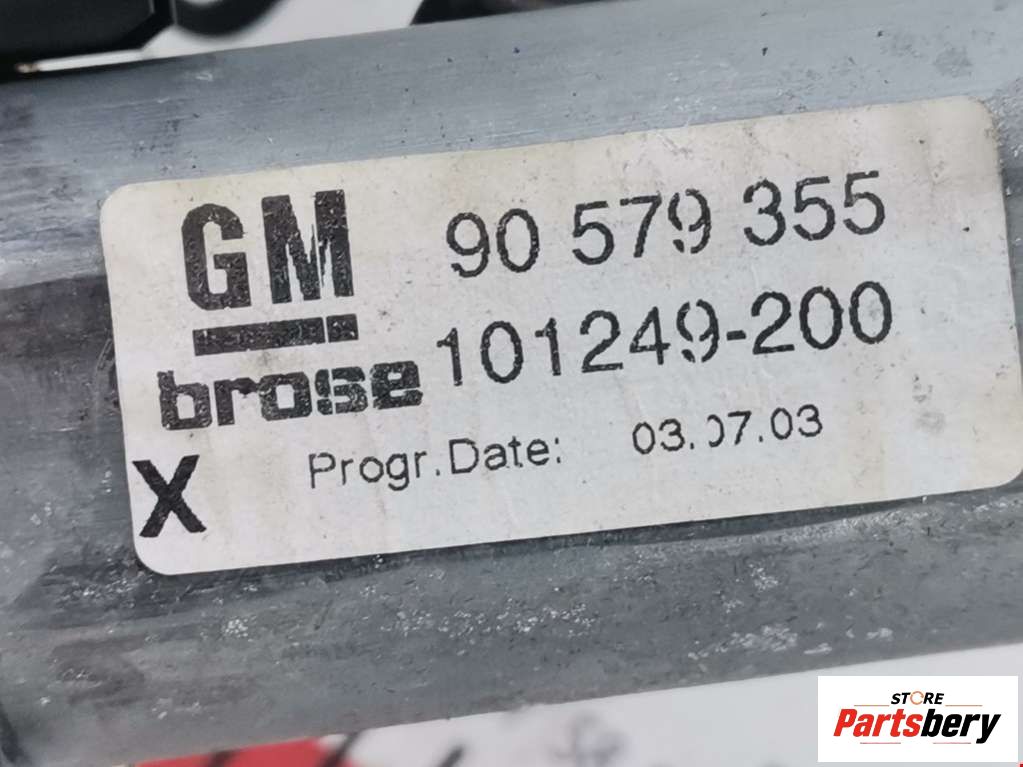 GM 90 579 355
brose 101249-200
X Progr.Date: 03.07.03
STORE
Partsbery